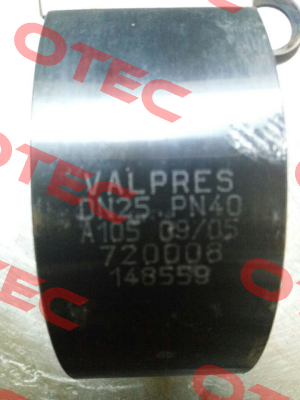 OTEC
VALPRES
DN25 PN40
A105 09/05
720008
148559
OTEC